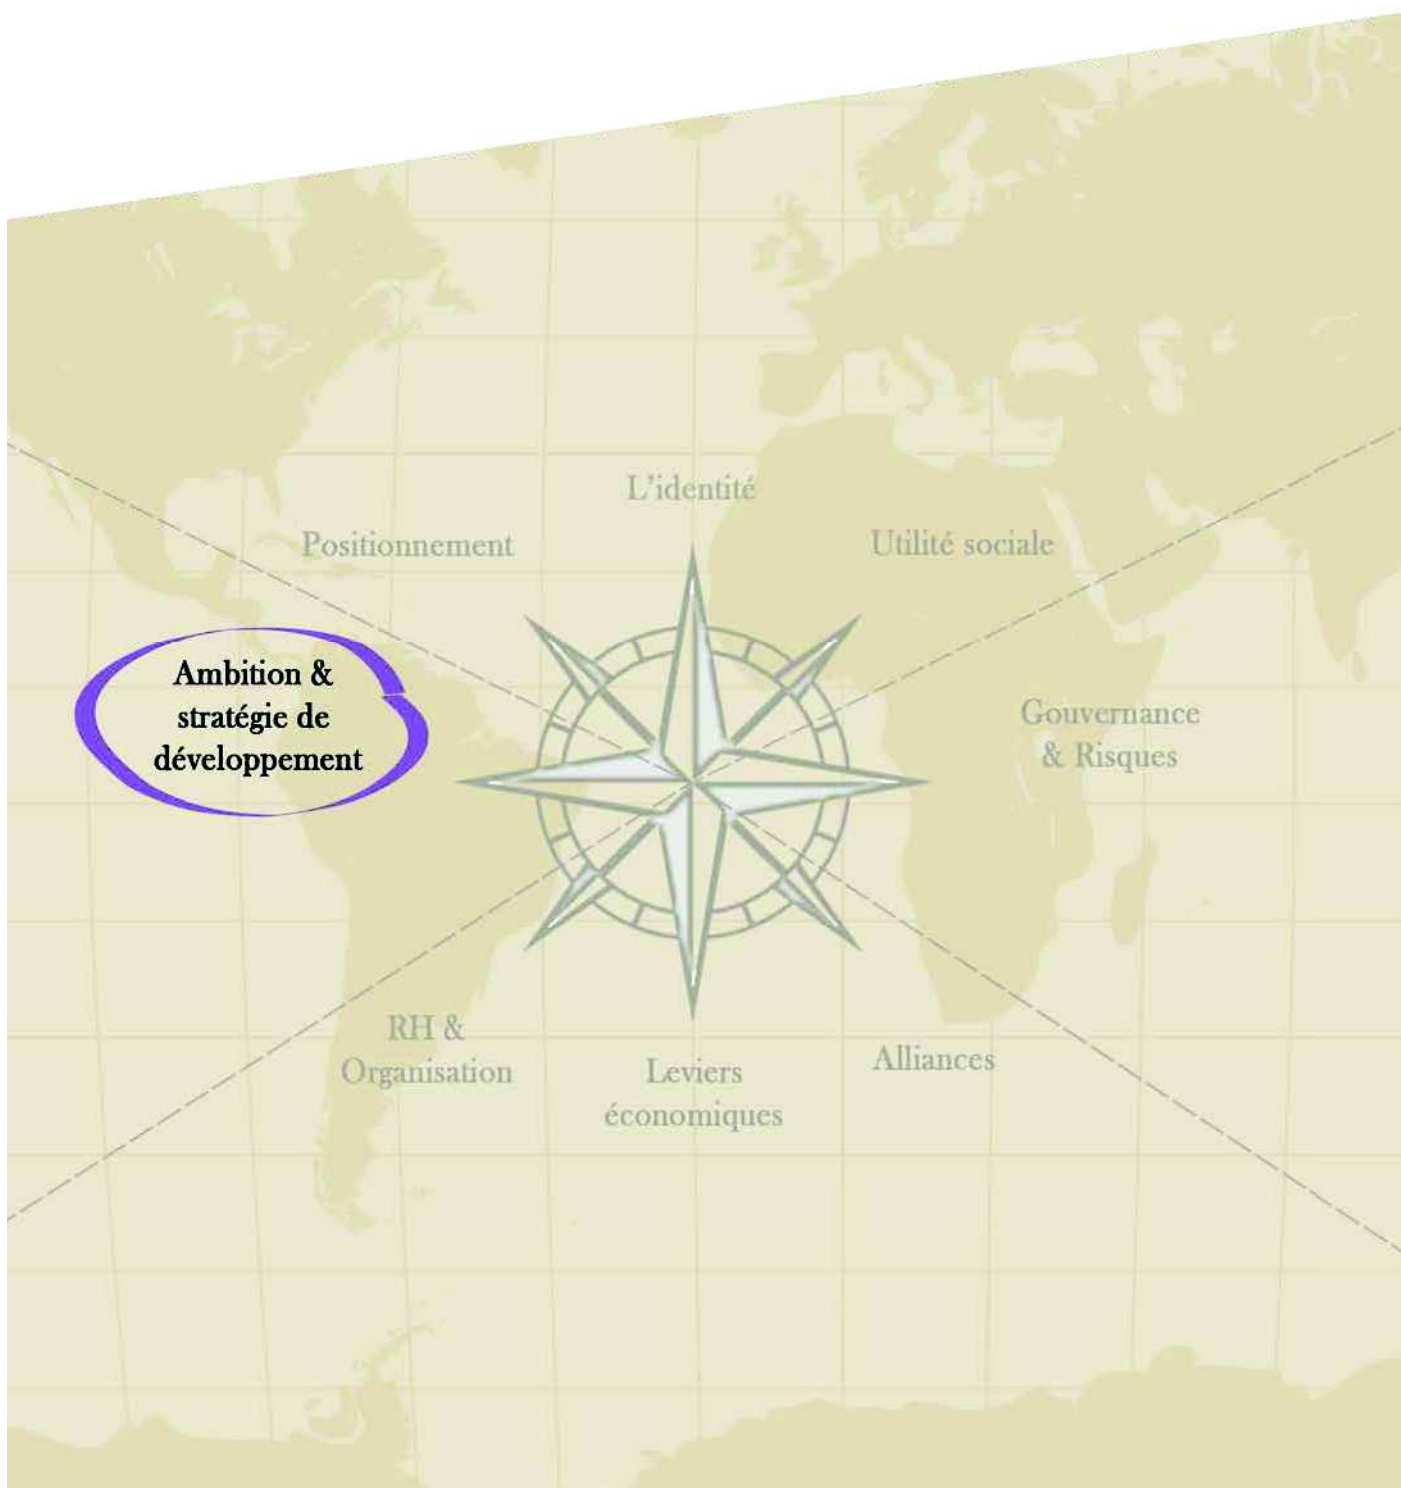 L'identité
Positionnement
Utilité sociale
Ambition &
stratégie de
développement
Gouvernance
& Risques
RH &
Organisation
Leviers
économiques
Alliances